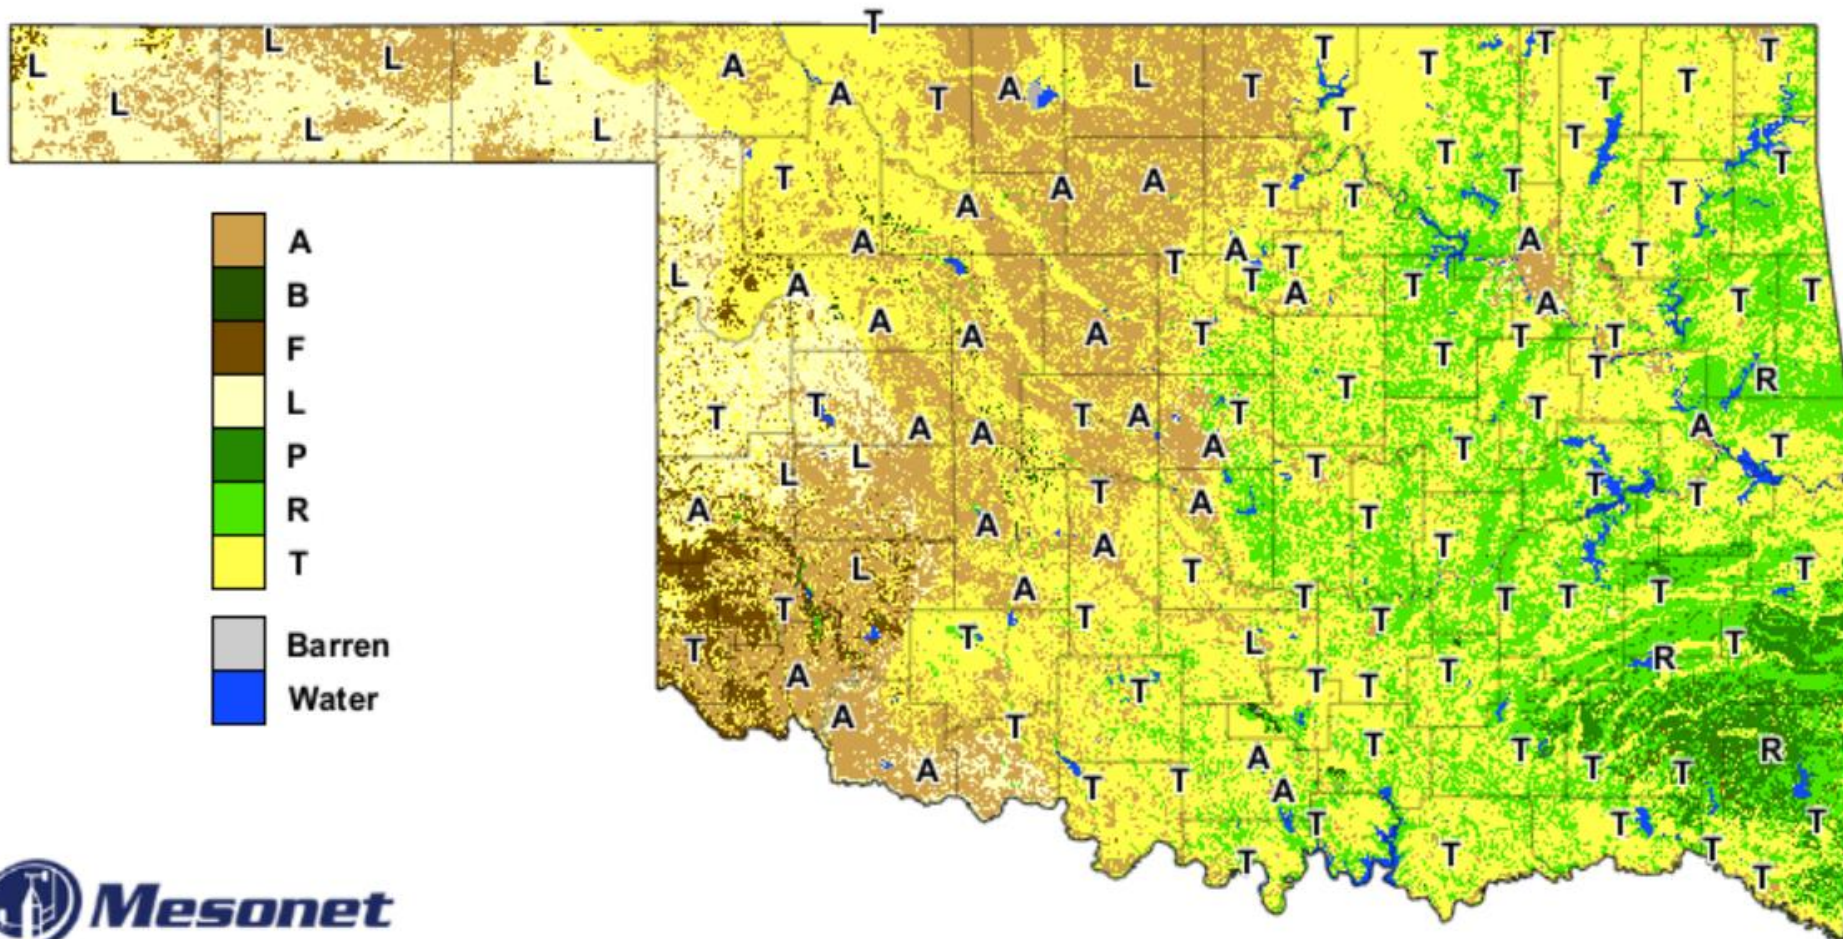 T
L T T T
L L L A L T T
L A T A T T
L L T T
T T
T A A T T T T
A
A A T A T
L T T
A A T A T T
A A A T T T
T T
T R
T T T A T T
A A A
L A T T
L T T
T A T
A A T
A T
L T T
A T T T T
T T T
T T L T
T R
A T T T
A T
A T T R
A T T T
T A
T T T
T T T
T
A
B
F
L
P
R
T
Barren
Water
Mesonet